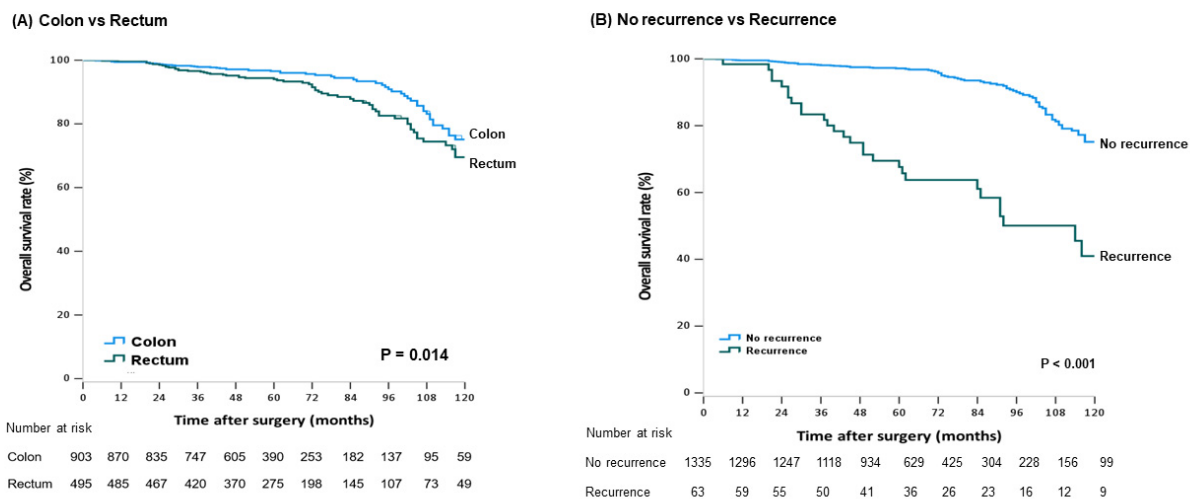 (A) Colon vs Rectum
Overall survival rate (%)
100
80
60
40
20
0
Colon
Rectum
Colon
Rectum
P = 0.014
0 12 24 36 48 60 72 84 96 108 120
Time after surgery (months)
Number at risk
Colon 903 870 835 747 605 390 253 182 137 95 59
Rectum 495 485 467 420 370 275 198 145 107 73 49
(B) No recurrence vs Recurrence
Overall survival rate (%)
100
80
60
40
20
0
No recurrence
Recurrence
No recurrence
Recurrence
P < 0.001
0 12 24 36 48 60 72 84 96 108 120
Time after surgery (months)
Number at risk
No recurrence 1335 1296 1247 1118 934 629 425 304 228 156 99
Recurrence 63 59 55 50 41 36 26 23 16 12 9